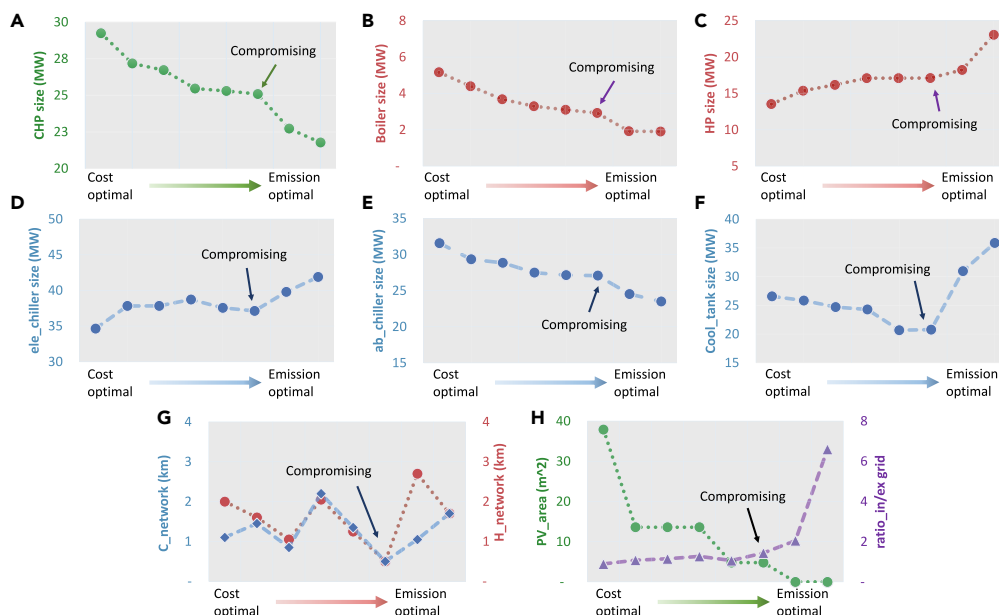 A
CHP size (MW)
30
28
25
23
20
Compromising
Cost
optimal
Emission
optimal
B
Boiler size (MW)
8
6
4
2
-
Compromising
Cost
optimal
Emission
optimal
C
HP size (MW)
25
20
15
10
5
Compromising
Cost
optimal
Emission
optimal
D
ele_chiller size (MW)
50
45
40
35
30
Compromising
Cost
optimal
Emission
optimal
E
ab_chiller size (MW)
35
30
25
20
15
Compromising
Cost
optimal
Emission
optimal
F
Cool_tank size (MW)
40
35
30
25
20
15
Compromising
Cost
optimal
Emission
optimal
G
C_network (km)
4
3
2
1
-
Compromising
4
3
2
1
-
H_network (km)
Cost
optimal
Emission
optimal
H
PV_area (m^2)
40
30
20
10
-
Compromising
8
6
4
2
-
ratio_in/ex grid
Cost
optimal
Emission
optimal